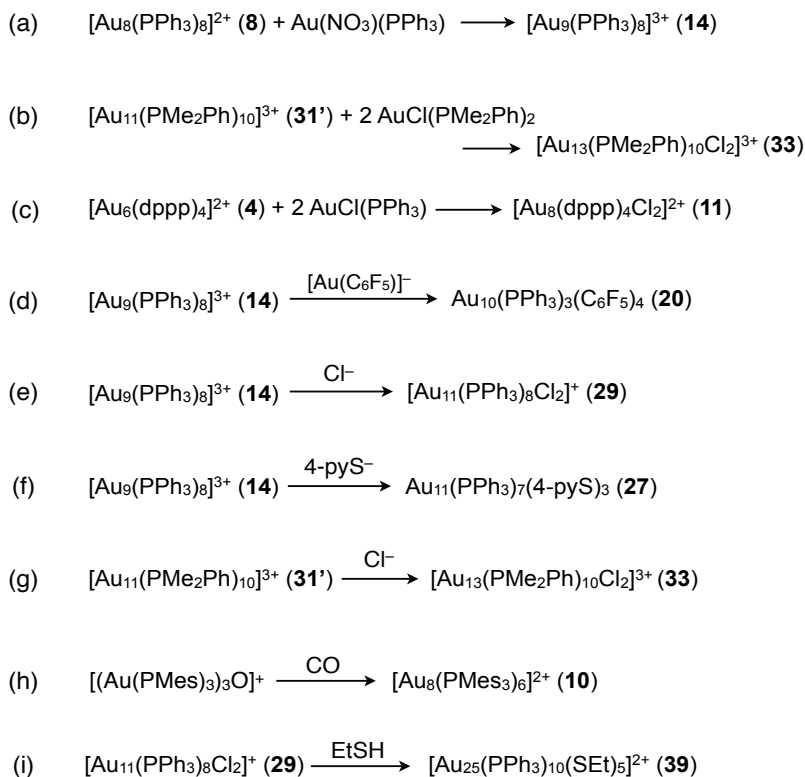 (a) [Au₈(PPh₃)₈]²⁺ (8) + Au(NO₃)(PPh₃) ⟶ [Au₉(PPh₃)₈]³⁺ (14)
(b) [Au₁₁(PMe₂Ph)₁₀]³⁺ (31’) + 2 AuCl(PMe₂Ph)₂
⟶ [Au₁₃(PMe₂Ph)₁₀Cl₂]³⁺ (33)
(c) [Au₆(dppp)₄]²⁺ (4) + 2 AuCl(PPh₃) ⟶ [Au₈(dppp)₄Cl₂]²⁺ (11)
[Au(C₆F₅)]⁻
(d) [Au₉(PPh₃)₈]³⁺ (14) ⟶ Au₁₀(PPh₃)₃(C₆F₅)₄ (20)
Cl⁻
(e) [Au₉(PPh₃)₈]³⁺ (14) ⟶ [Au₁₁(PPh₃)₈Cl₂]⁺ (29)
4-pyS⁻
(f) [Au₉(PPh₃)₈]³⁺ (14) ⟶ Au₁₁(PPh₃)₇(4-pyS)₃ (27)
Cl⁻
(g) [Au₁₁(PMe₂Ph)₁₀]³⁺ (31’) ⟶ [Au₁₃(PMe₂Ph)₁₀Cl₂]³⁺ (33)
CO
(h) [(Au(PMes)₃)₃O]⁺ ⟶ [Au₈(PMes₃)₆]²⁺ (10)
EtSH
(i) [Au₁₁(PPh₃)₈Cl₂]⁺ (29) ⟶ [Au₂₅(PPh₃)₁₀(SEt)₅]²⁺ (39)